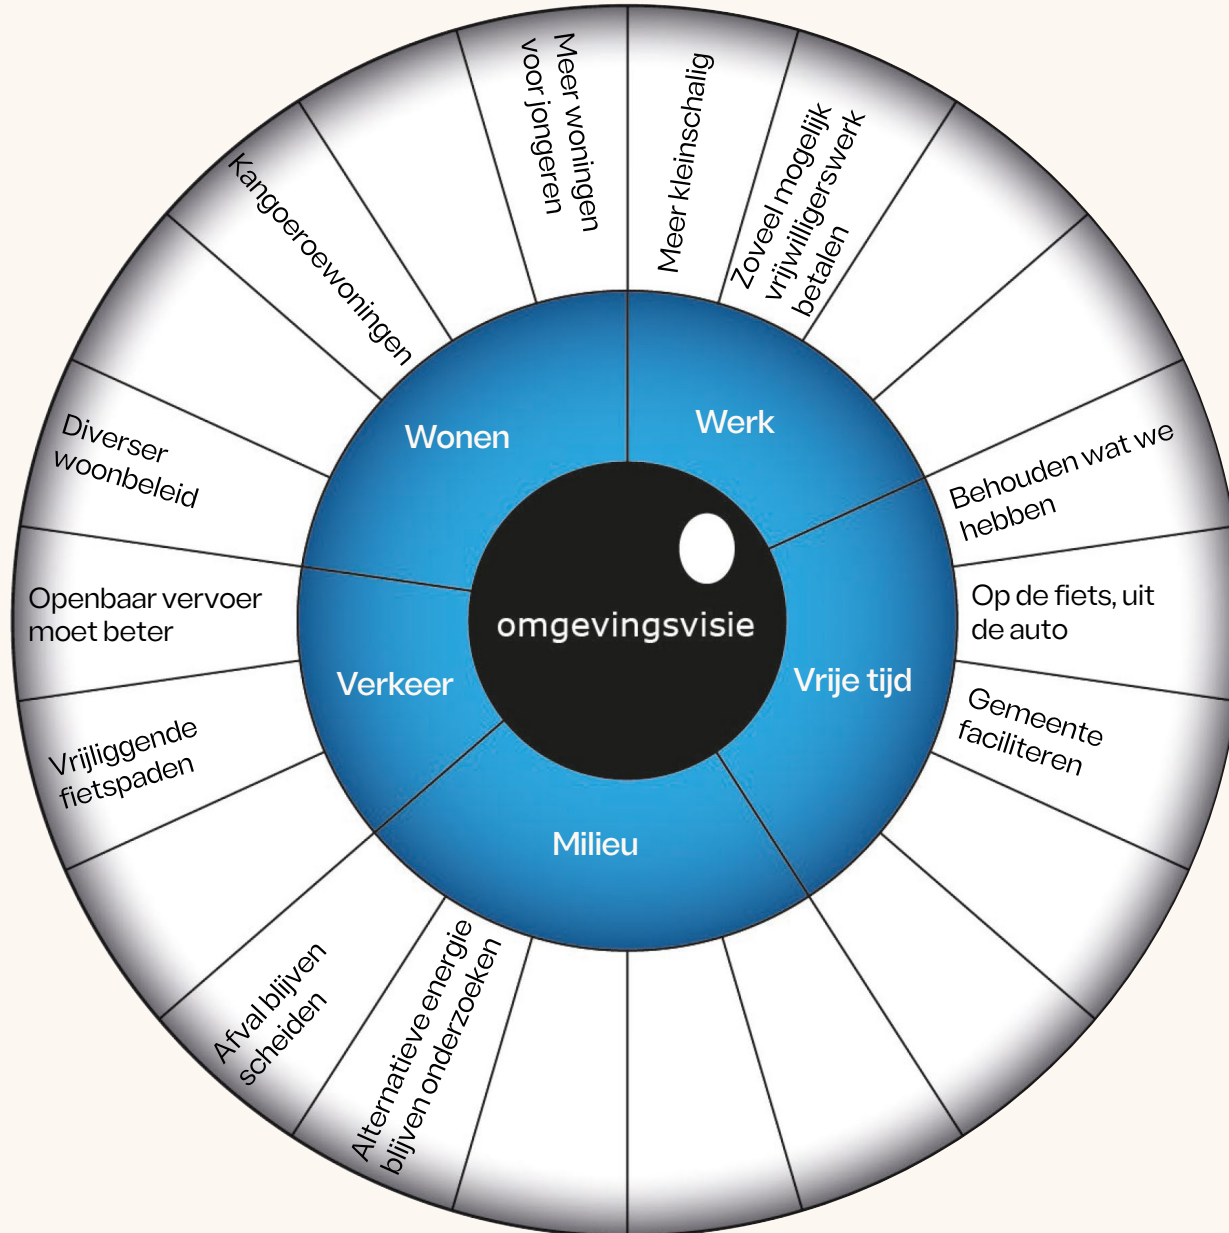 Meer woningen
voor jongeren
Meer kleinschalig
Zoveel mogelijk
vrijwilligerswerk
betalen
Kangoeroewoningen
Diverser
woonbeleid
Wonen
Werk
Behouden wat we
hebben
Openbaar vervoer
moet beter
omgevingsvisie
Op de fiets, uit
de auto
Verkeer
Vrije tijd
Vrijliggende
fietspaden
Gemeente
faciliteren
Milieu
Afval blijven
scheiden
Alternatieve energie
blijven onderzoeken